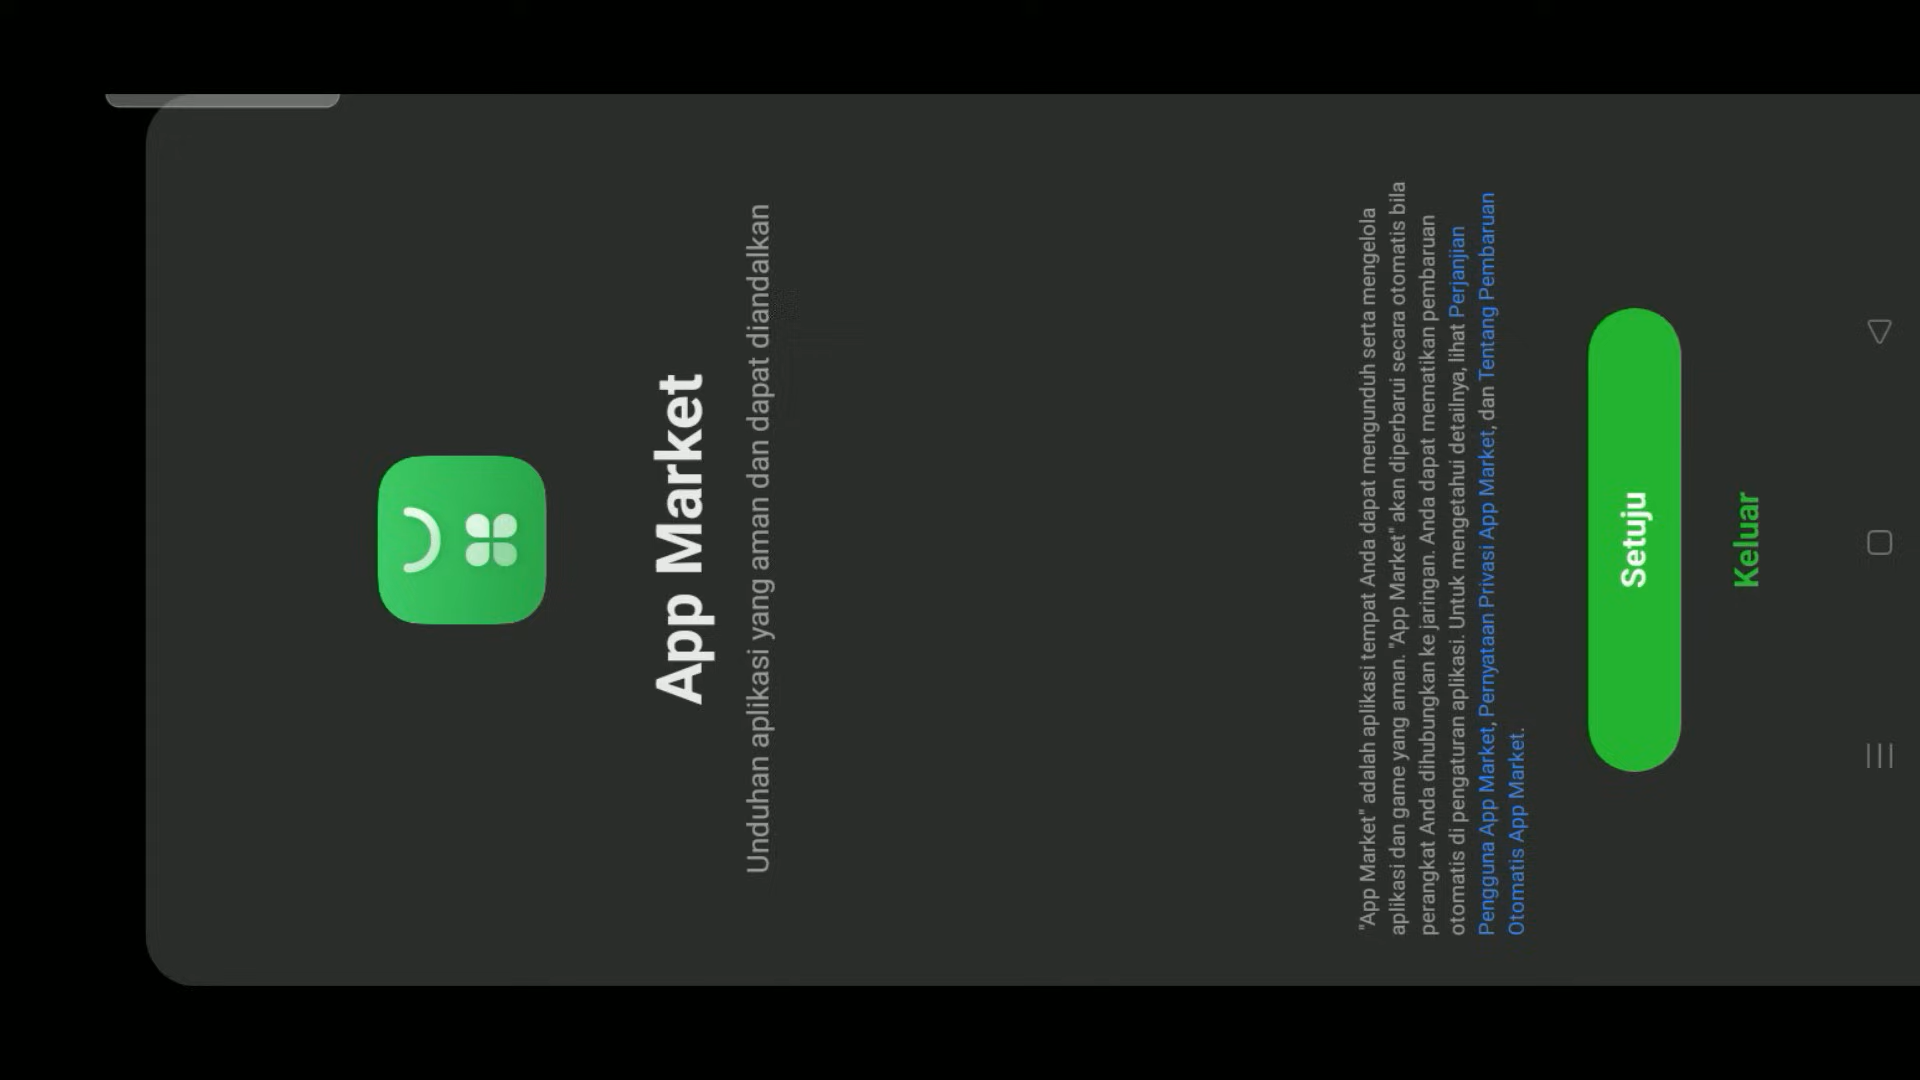 App Market
Unduhan aplikasi yang aman dan dapat diandalkan
"App Market" adalah aplikasi tempat Anda dapat mengunduh serta mengelola
aplikasi dan game yang aman. "App Market" akan diperbarui secara otomatis bila
perangkat Anda dihubungkan ke jaringan. Anda dapat mematikan pembaruan
otomatis di pengaturan aplikasi. Untuk mengetahui detailnya, lihat Perjanjian
Pengguna App Market, Pernyataan Privasi App Market, dan Tentang Pembaruan
Otomatis App Market.
Setuju
Keluar